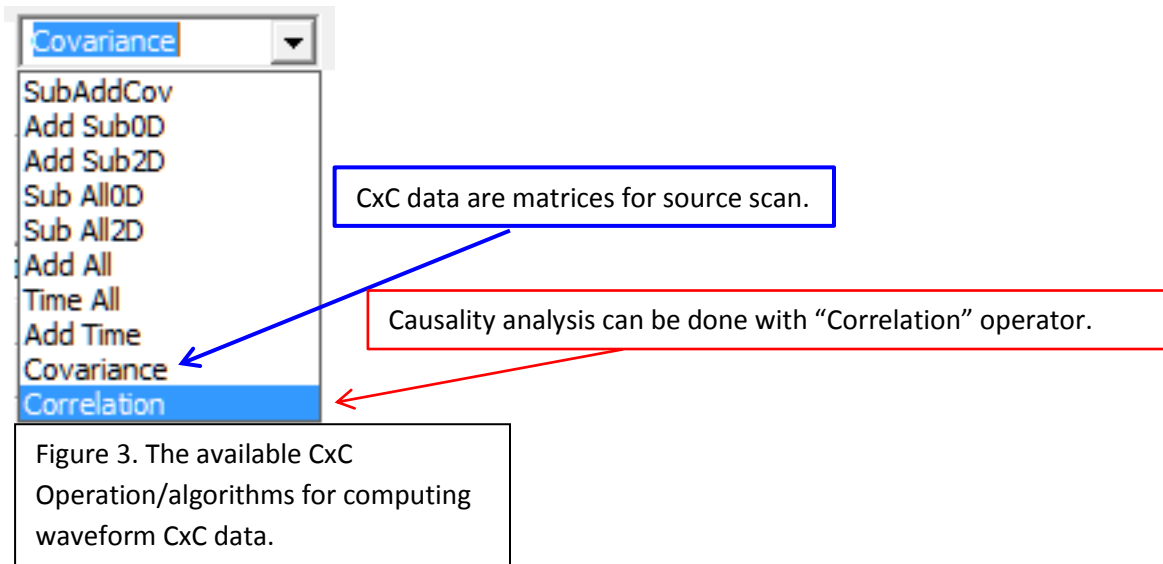 Covariance
SubAddCov
Add Sub0D
Add Sub2D
Sub All0D
Sub All2D
Add All
Time All
Add Time
Covariance
Correlation
CxC data are matrices for source scan.
Causality analysis can be done with “Correlation” operator.
Figure 3. The available CxC
Operation/algorithms for computing
waveform CxC data.